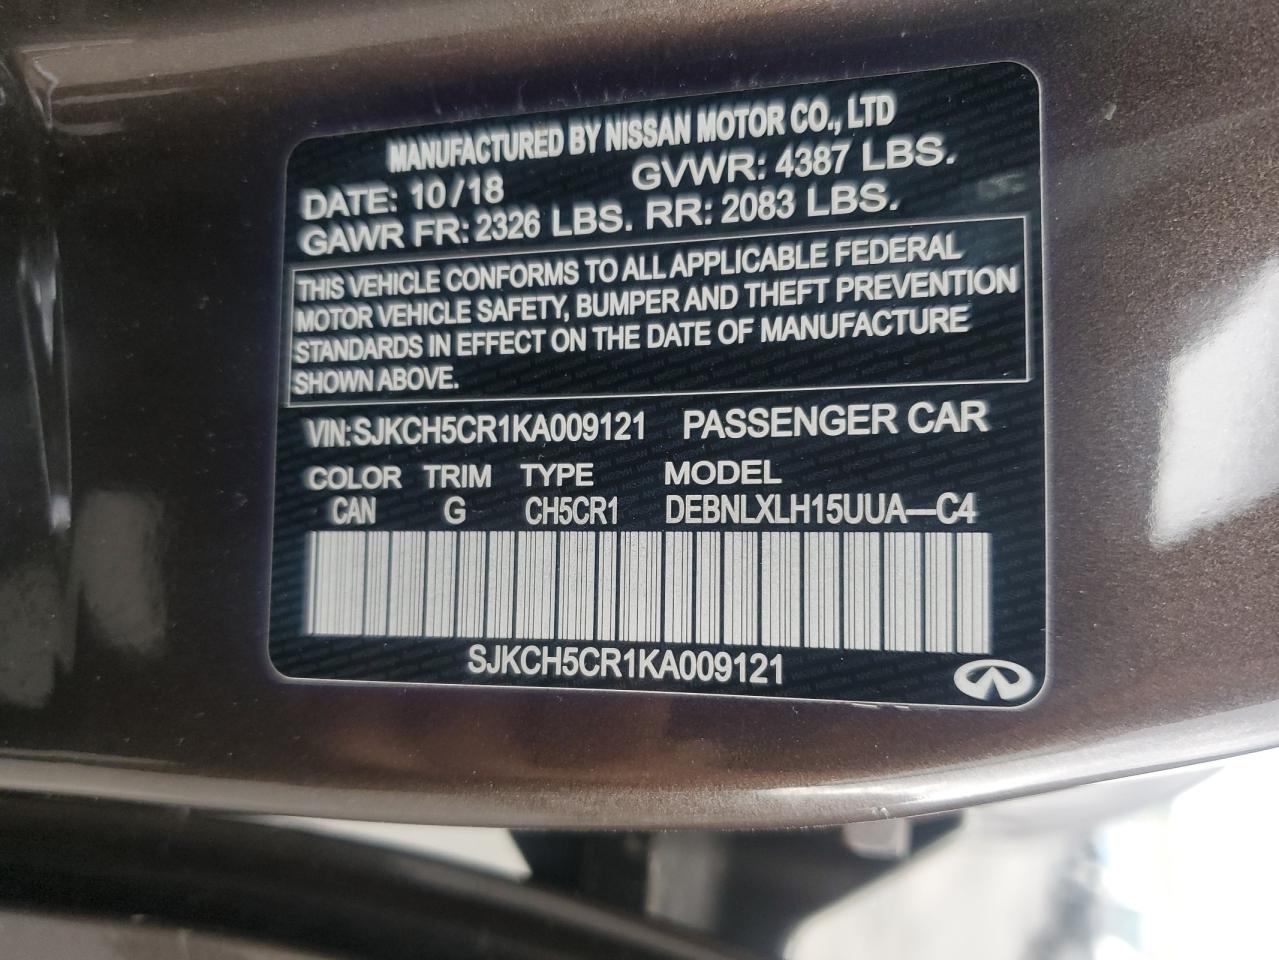 MANUFACTURED BY NISSAN MOTOR CO., LTD
DATE: 10/18 GVWR: 4387 LBS.
GAWR FR: 2326 LBS. RR: 2083 LBS.
THIS VEHICLE CONFORMS TO ALL APPLICABLE FEDERAL
MOTOR VEHICLE SAFETY, BUMPER AND THEFT PREVENTION
STANDARDS IN EFFECT ON THE DATE OF MANUFACTURE
SHOWN ABOVE.
VIN: SJKCH5CR1KA009121 PASSENGER CAR
COLOR TRIM TYPE MODEL
CAN G CH5CR1 DEBNLXLH15UUA—C4
SJKCH5CR1KA009121